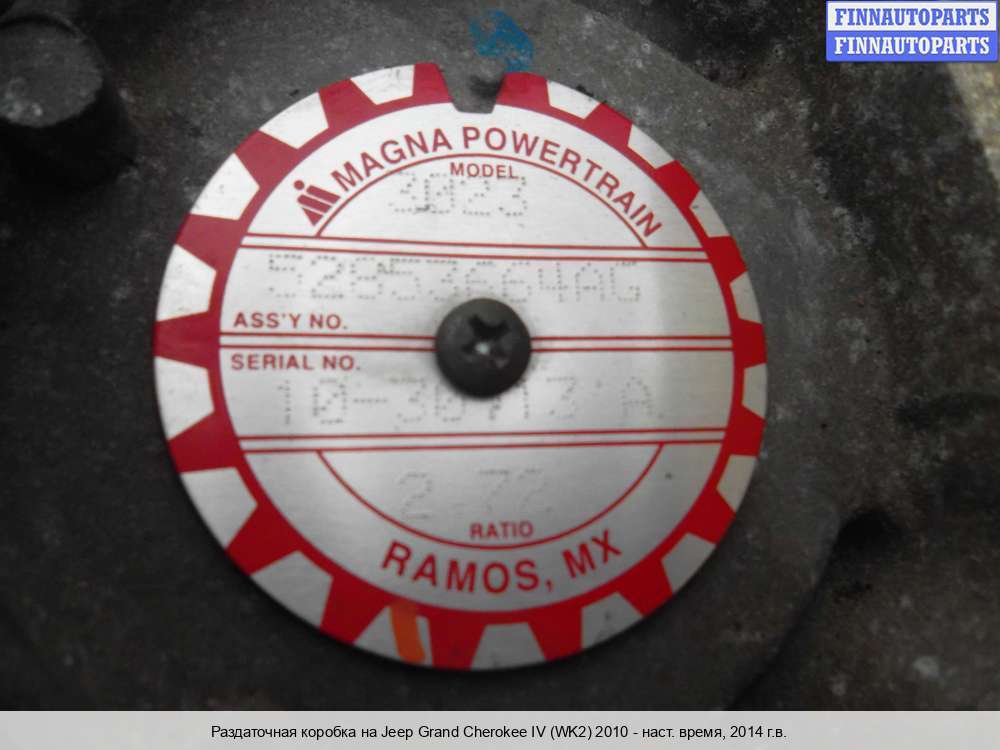 FINNAUTOPARTS
FINNAUTOPARTS
MAGNA POWERTRAIN
MODEL
3023
52853664AG
ASS'Y NO.
SERIAL NO.
2.72
RATIO
RAMOS, MX
Раздаточная коробка на Jeep Grand Cherokee IV (WK2) 2010 - наст. время, 2014 г.в.